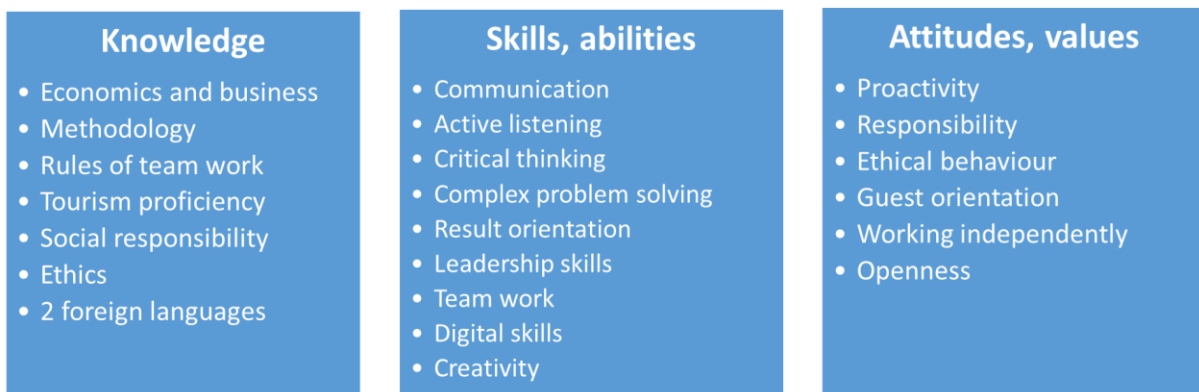 Knowledge
• Economics and business
• Methodology
• Rules of team work
• Tourism proficiency
• Social responsibility
• Ethics
• 2 foreign languages
Skills, abilities
• Communication
• Active listening
• Critical thinking
• Complex problem solving
• Result orientation
• Leadership skills
• Team work
• Digital skills
• Creativity
Attitudes, values
• Proactivity
• Responsibility
• Ethical behaviour
• Guest orientation
• Working independently
• Openness